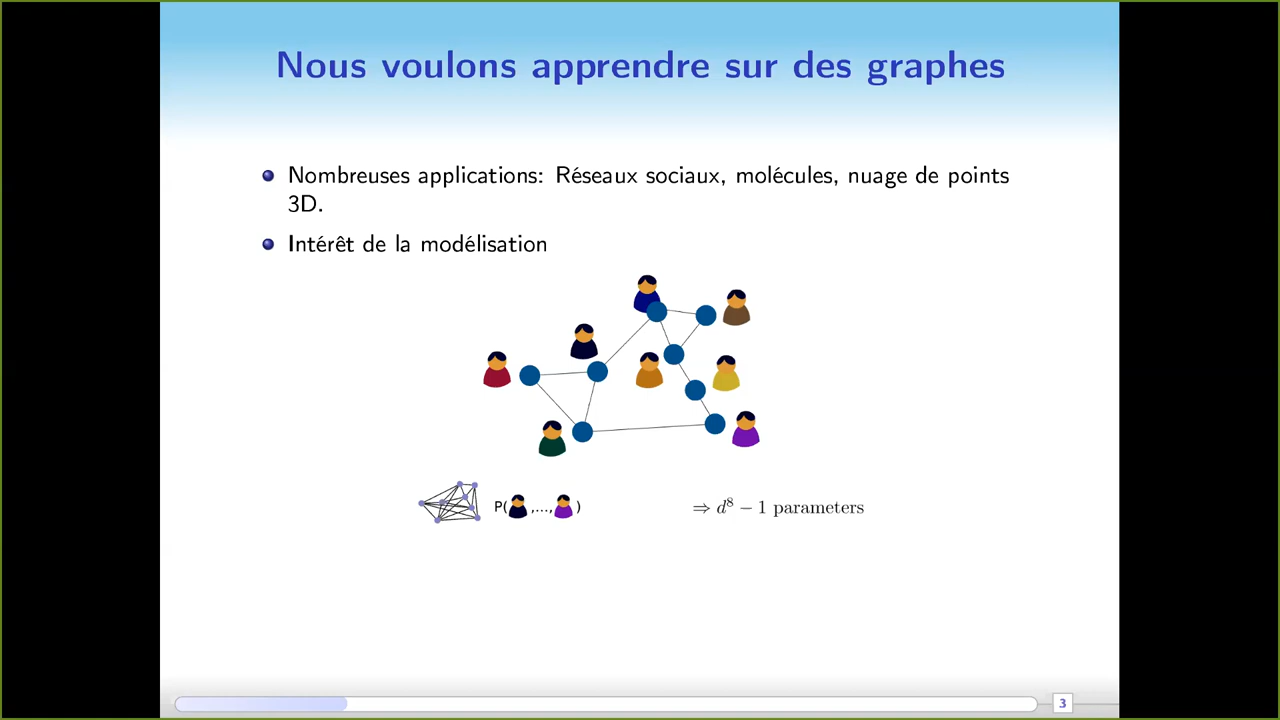 Nous voulons apprendre sur des graphes
Nombreuses applications: Réseaux sociaux, molécules, nuage de points
3D.
Intérêt de la modélisation
P( ,..., ) ⇒ d⁸ − 1 parameters
3